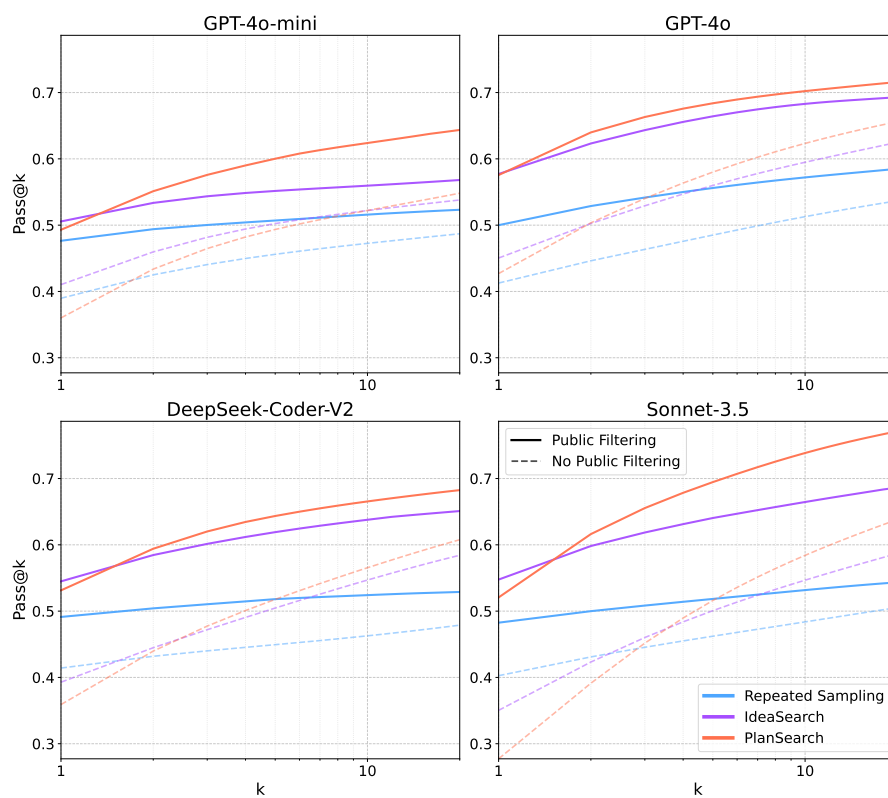 GPT-4o-mini
GPT-4o
Pass@k
0.7
0.6
0.5
0.4
0.3
1
10
0.7
0.6
0.5
0.4
0.3
1
10
DeepSeek-Coder-V2
Sonnet-3.5
Pass@k
0.7
0.6
0.5
0.4
0.3
1
10
k
Public Filtering
No Public Filtering
0.7
0.6
0.5
0.4
0.3
Repeated Sampling
IdeaSearch
PlanSearch
1
10
k